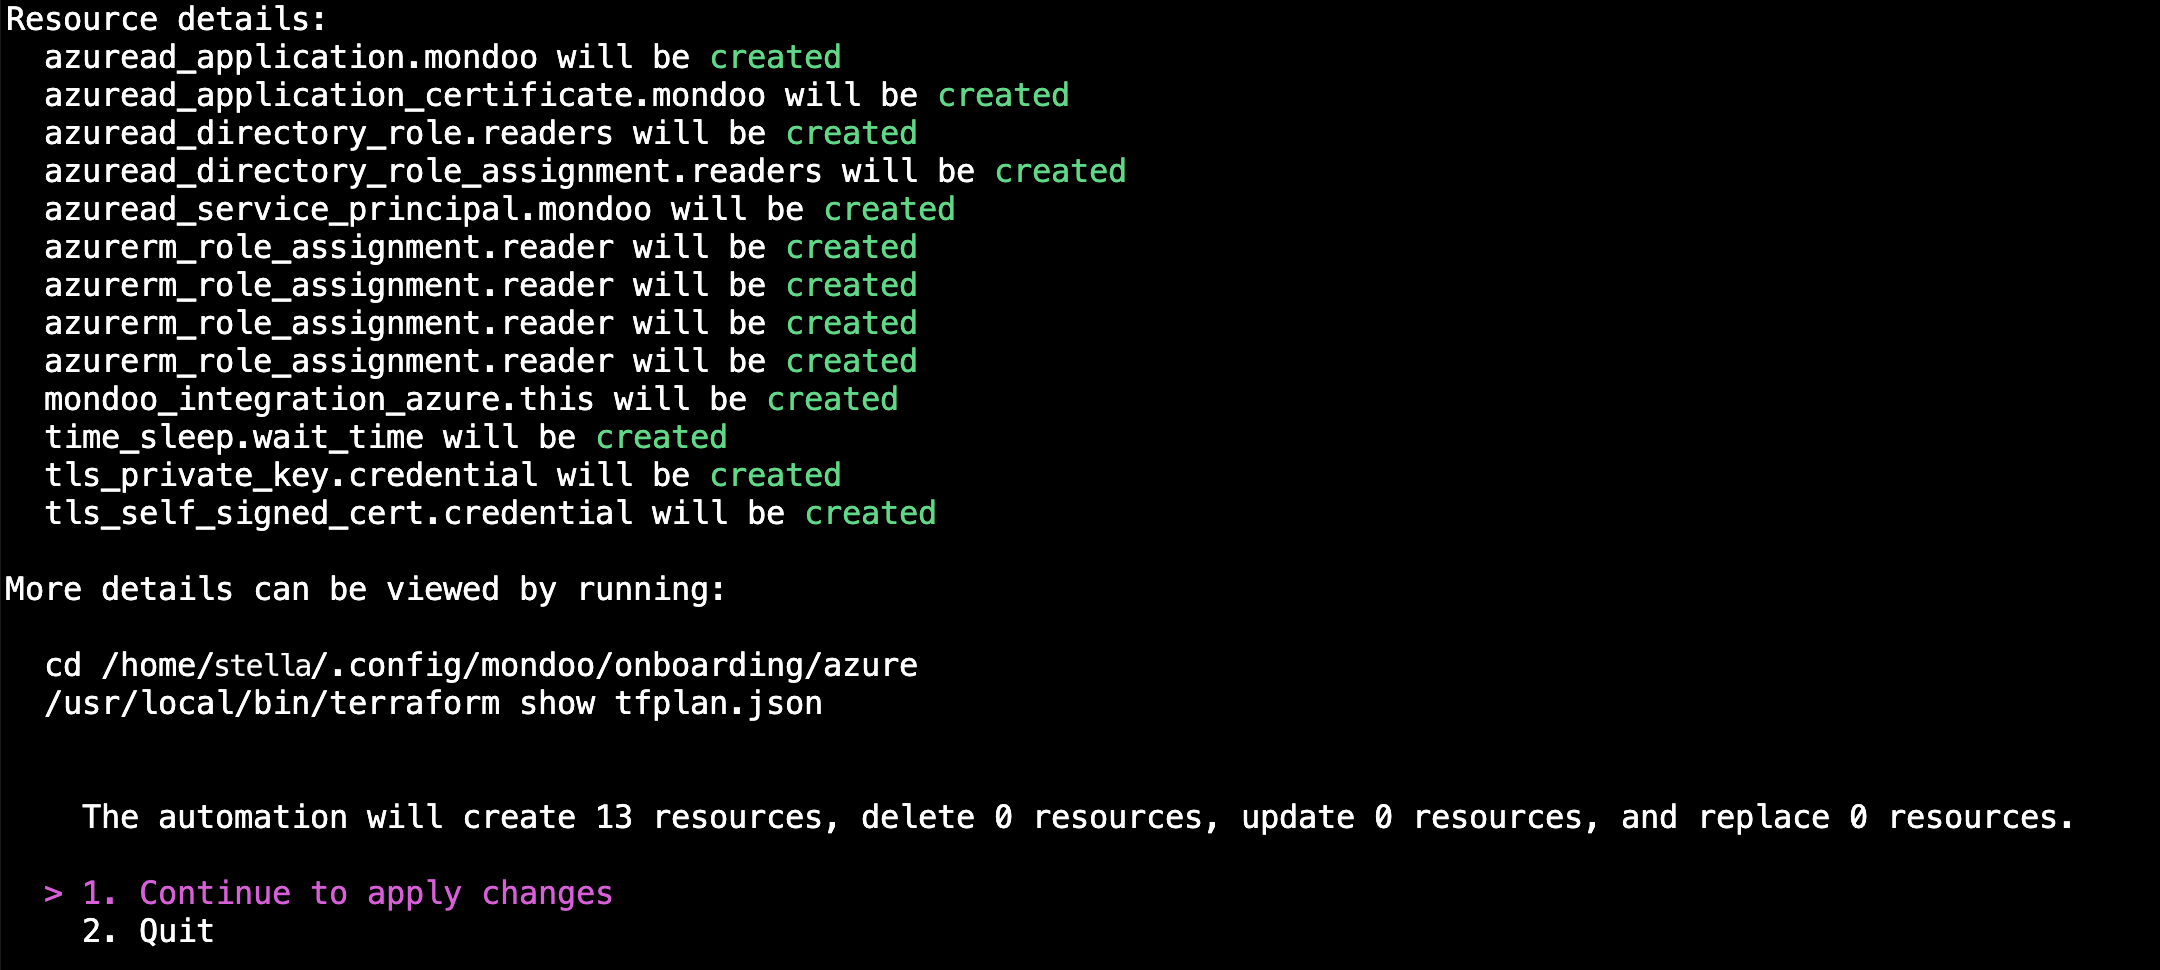 Resource details:
azuread_application.mondoo will be created
azuread_application_certificate.mondoo will be created
azuread_directory_role.readers will be created
azuread_directory_role_assignment.readers will be created
azuread_service_principal.mondoo will be created
azurerm_role_assignment.reader will be created
azurerm_role_assignment.reader will be created
azurerm_role_assignment.reader will be created
azurerm_role_assignment.reader will be created
mondoo_integration_azure.this will be created
time_sleep.wait_time will be created
tls_private_key.credential will be created
tls_self_signed_cert.credential will be created
More details can be viewed by running:
cd /home/stella/.config/mondoo/onboarding/azure
/usr/local/bin/terraform show tfplan.json
The automation will create 13 resources, delete 0 resources, update 0 resources, and replace 0 resources.
> 1. Continue to apply changes
2. Quit